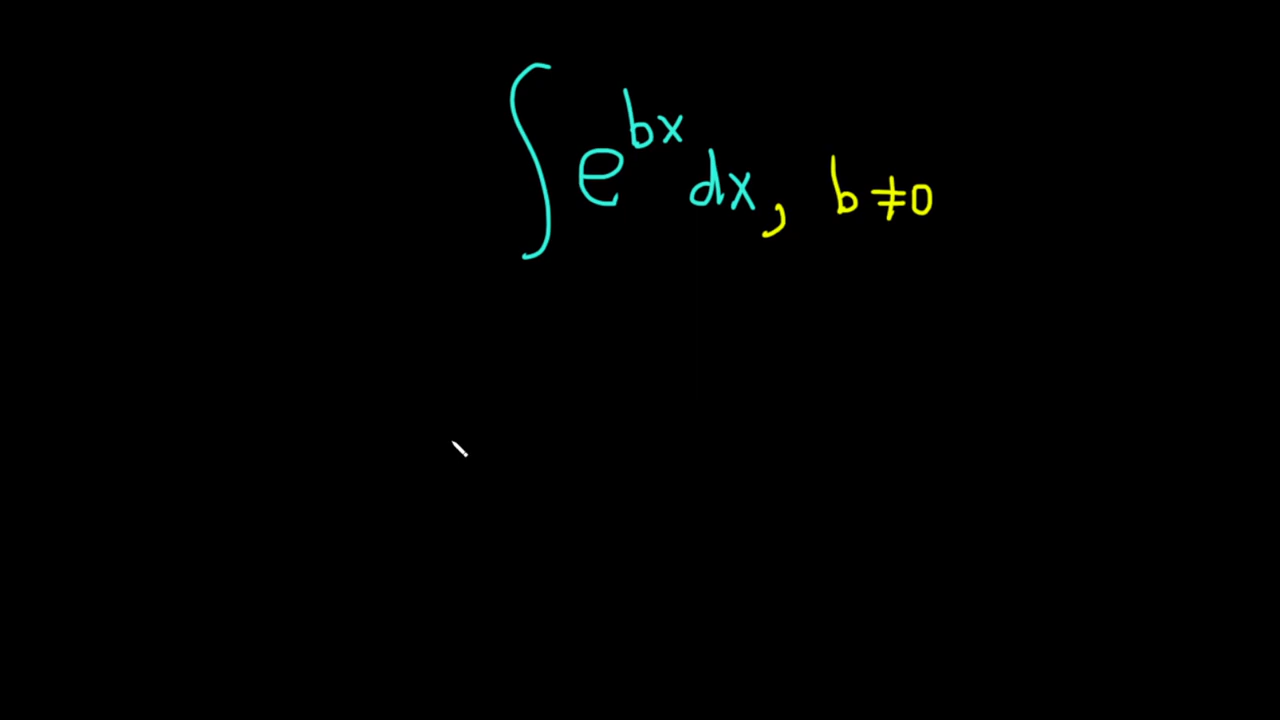 ∫ e^{bx} dx, b ≠ 0